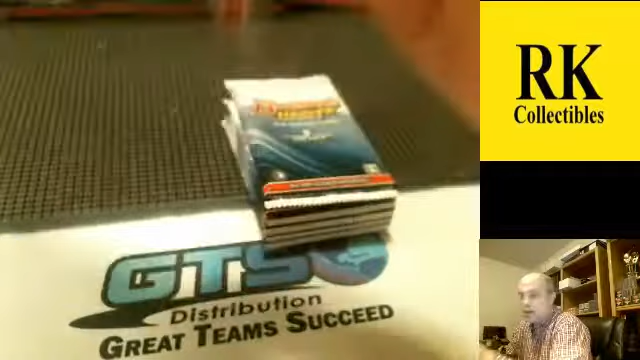 RK
Collectibles
GTS
Distribution
GREAT TEAMS SUCCEED